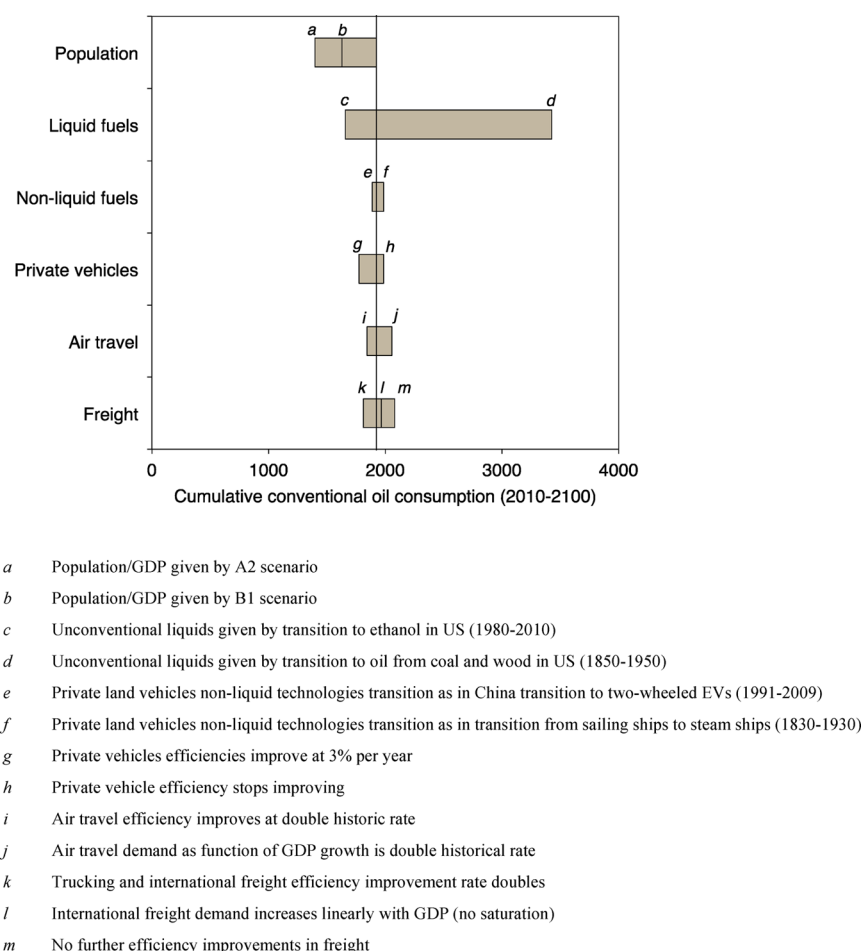 a b
Population
c d
Liquid fuels
e f
Non-liquid fuels
g h
Private vehicles
i j
Air travel
k l m
Freight
0 1000 2000 3000 4000
Cumulative conventional oil consumption (2010-2100)
a Population/GDP given by A2 scenario
b Population/GDP given by B1 scenario
c Unconventional liquids given by transition to ethanol in US (1980-2010)
d Unconventional liquids given by transition to oil from coal and wood in US (1850-1950)
e Private land vehicles non-liquid technologies transition as in China transition to two-wheeled EVs (1991-2009)
f Private land vehicles non-liquid technologies transition as in transition from sailing ships to steam ships (1830-1930)
g Private vehicles efficiencies improve at 3% per year
h Private vehicle efficiency stops improving
i Air travel efficiency improves at double historic rate
j Air travel demand as function of GDP growth is double historical rate
k Trucking and international freight efficiency improvement rate doubles
l International freight demand increases linearly with GDP (no saturation)
m No further efficiency improvements in freight